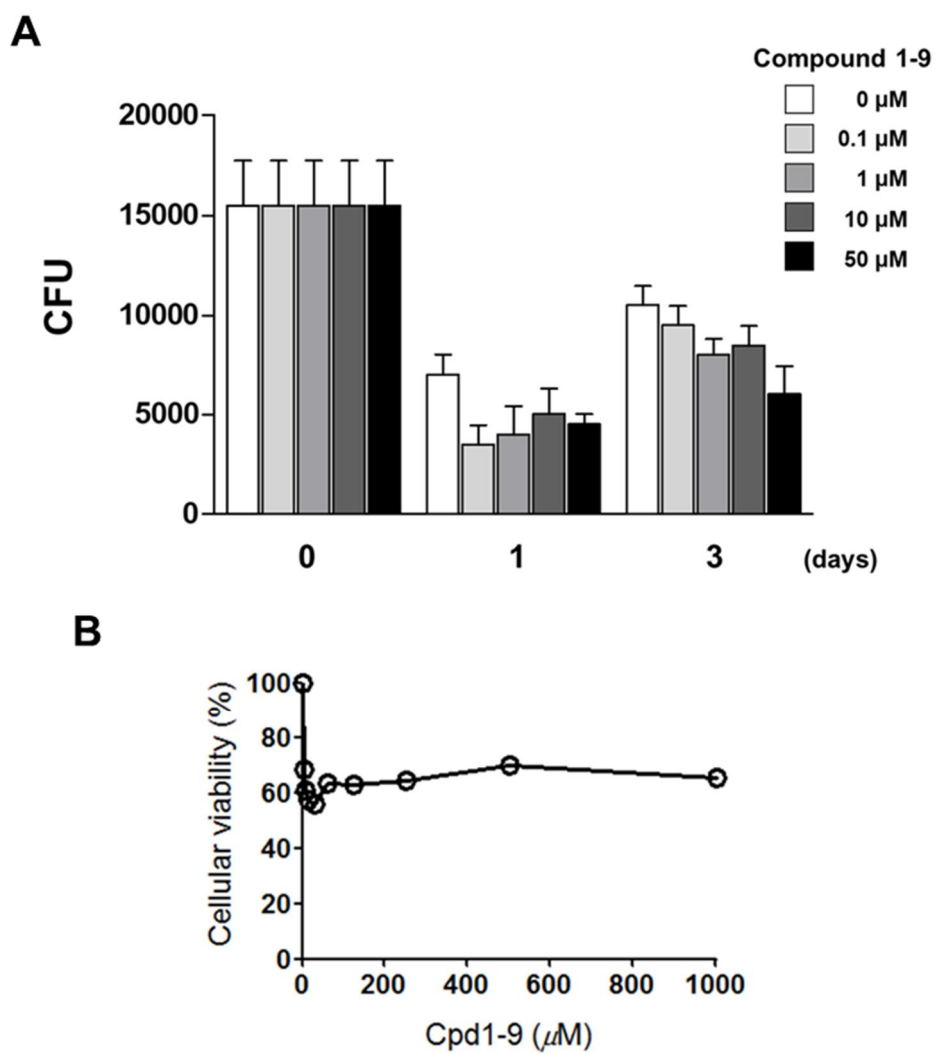 A
Compound 1-9
0 µM
0.1 µM
1 µM
10 µM
50 µM
20000
15000
10000
5000
0
CFU
0 1 3 (days)
B
100
80
60
40
20
0
Cellular viability (%)
0 200 400 600 800 1000
Cpd1-9 (µM)